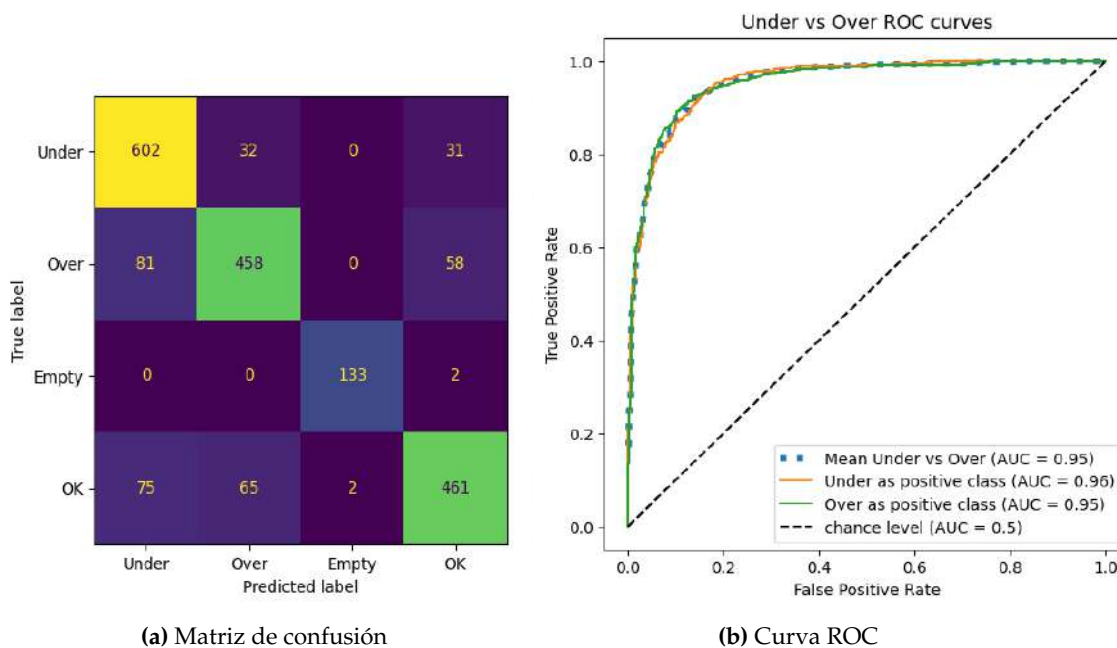 Under
602
32
0
31
Over
81
458
0
58
Empty
0
0
133
2
OK
75
65
2
461
Under
Over
Empty
OK
True label
Predicted label
(a) Matriz de confusión
Under vs Over ROC curves
1.0
0.8
0.6
0.4
0.2
0.0
True Positive Rate
Mean Under vs Over (AUC = 0.95)
Under as positive class (AUC = 0.96)
Over as positive class (AUC = 0.95)
chance level (AUC = 0.5)
0.0
0.2
0.4
0.6
0.8
1.0
False Positive Rate
(b) Curva ROC